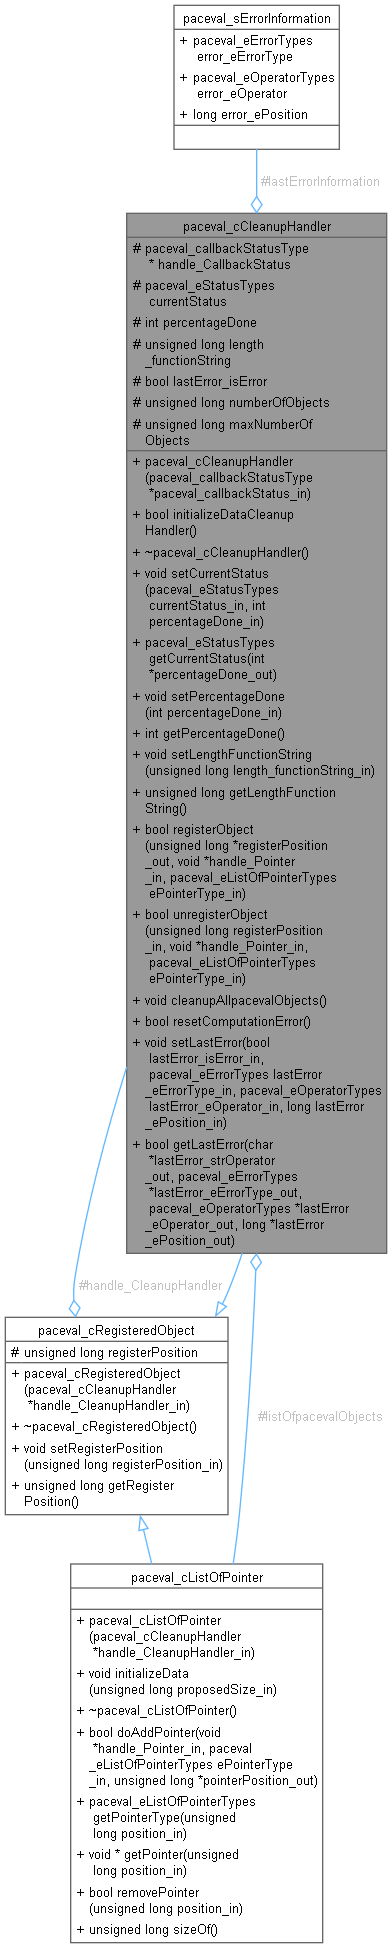 paceval_sErrorInformation
+ paceval_eErrorTypes
error_eErrorType
+ paceval_eOperatorTypes
error_eOperator
+ long error_ePosition
#lastErrorInformation
paceval_cCleanupHandler
# paceval_callbackStatusType
* handle_CallbackStatus
# paceval_eStatusTypes
currentStatus
# int percentageDone
# unsigned long length
_functionString
# bool lastError_isError
# unsigned long numberOfObjects
# unsigned long maxNumberOf
Objects
+ paceval_cCleanupHandler
(paceval_callbackStatusType
*paceval_callbackStatus_in)
+ bool initializeDataCleanup
Handler()
+ ~paceval_cCleanupHandler()
+ void setCurrentStatus
(paceval_eStatusTypes
currentStatus_in, int
percentageDone_in)
+ paceval_eStatusTypes
getCurrentStatus(int
*percentageDone_out)
+ void setPercentageDone
(int percentageDone_in)
+ int getPercentageDone()
+ void setLengthFunctionString
(unsigned long length_functionString_in)
+ unsigned long getLengthFunction
String()
+ bool registerObject
(unsigned long *registerPosition
_out, void *handle_Pointer
_in, paceval_eListOfPointerTypes
ePointerType_in)
+ bool unregisterObject
(unsigned long registerPosition
_in, void *handle_Pointer_in,
paceval_eListOfPointerTypes
ePointerType_in)
+ void cleanupAllpacevalObjects()
+ bool resetComputationError()
+ void setLastError(bool
lastError_isError_in,
paceval_eErrorTypes lastError
_eErrorType_in, paceval_eOperatorTypes
lastError_eOperator_in, long lastError
_ePosition_in)
+ bool getLastError(char
*lastError_strOperator
_out, paceval_eErrorTypes
*lastError_eErrorType_out,
paceval_eOperatorTypes *lastError
_eOperator_out, long *lastError
_ePosition_out)
#handle_CleanupHandler
paceval_cRegisteredObject
# unsigned long registerPosition
+ paceval_cRegisteredObject
(paceval_cCleanupHandler
*handle_CleanupHandler_in)
+ ~paceval_cRegisteredObject()
+ void setRegisterPosition
(unsigned long registerPosition_in)
+ unsigned long getRegister
Position()
#listOfpacevalObjects
paceval_cListOfPointer
+ paceval_cListOfPointer
(paceval_cCleanupHandler
*handle_CleanupHandler_in)
+ void initializeData
(unsigned long proposedSize_in)
+ ~paceval_cListOfPointer()
+ bool doAddPointer(void
*handle_Pointer_in, paceval
_eListOfPointerTypes ePointerType
_in, unsigned long *pointerPosition_out)
+ paceval_eListOfPointerTypes
getPointerType(unsigned
long position_in)
+ void * getPointer(unsigned
long position_in)
+ bool removePointer
(unsigned long position_in)
+ unsigned long sizeOf()